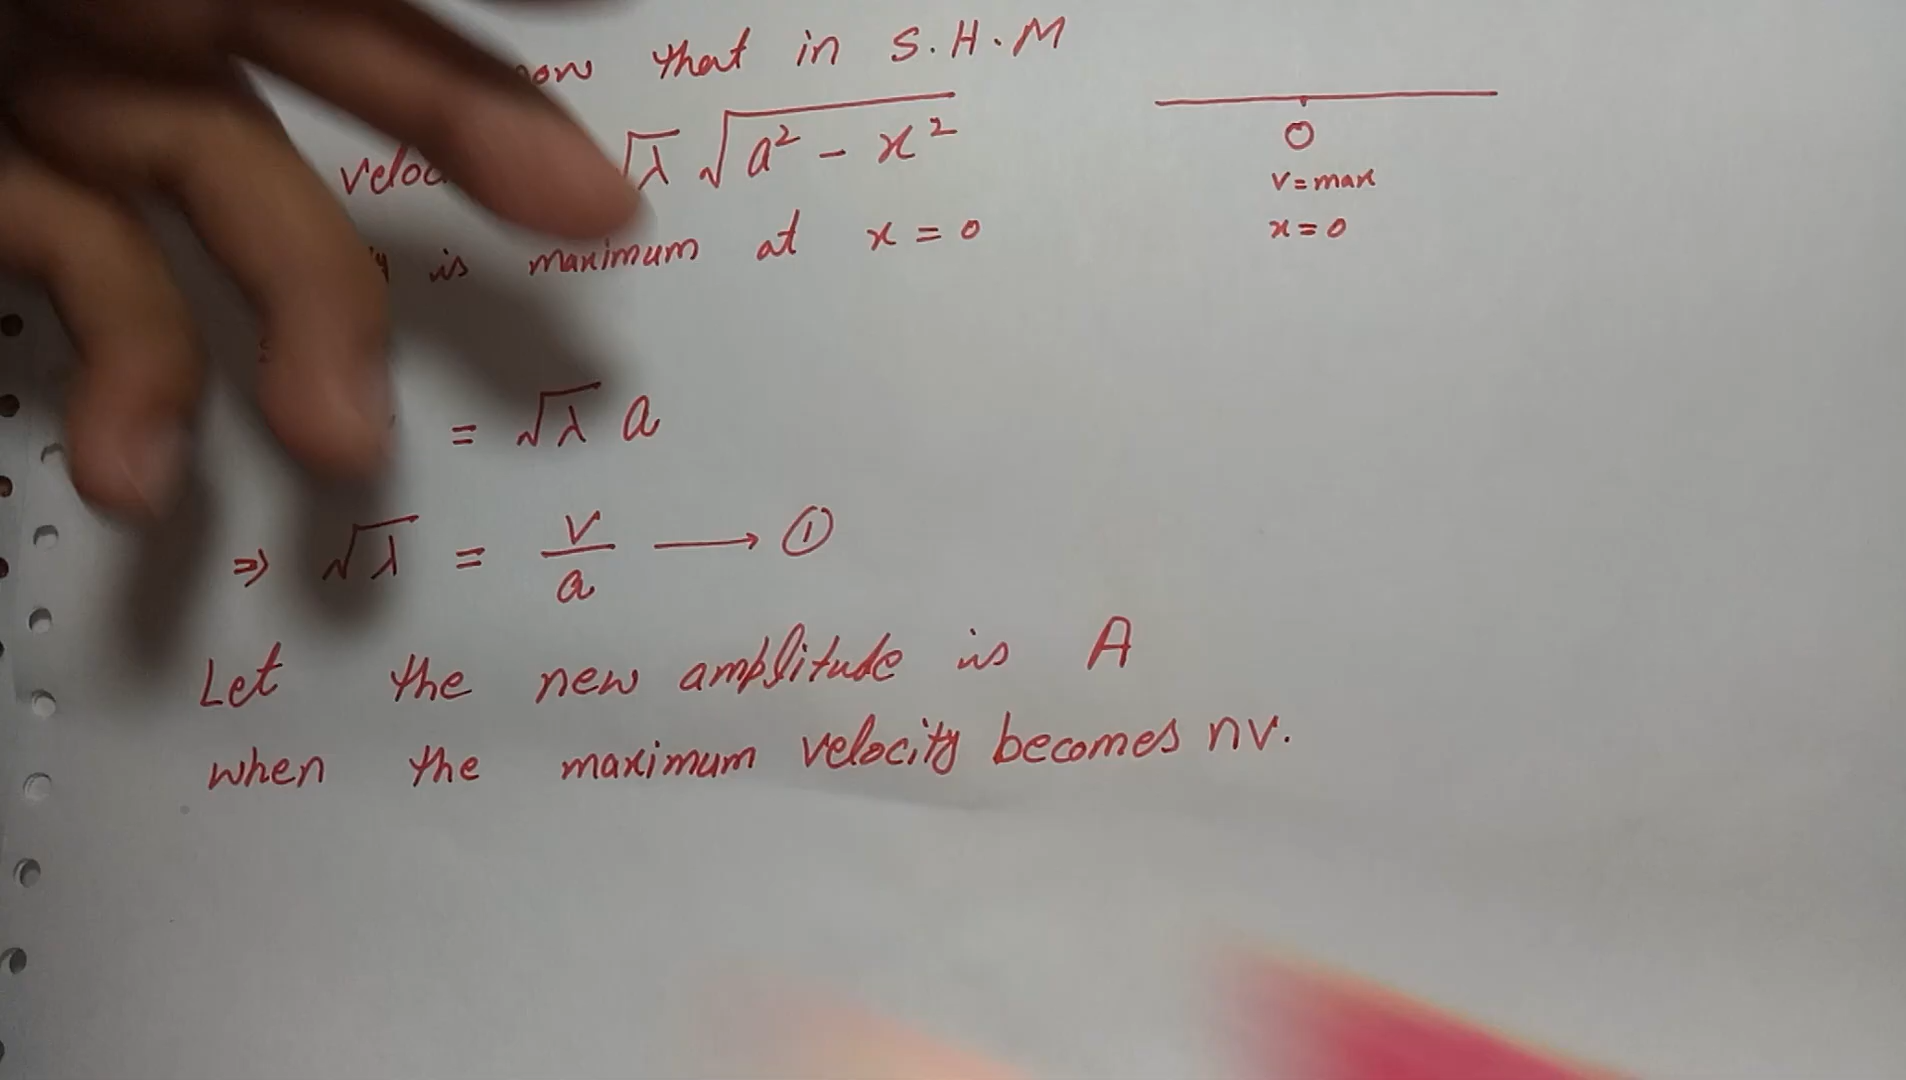 that in S.H.M
√λ √(a² - x²)
O
v = max
x = 0
is maximum at x = 0
= √λ a
⇒ √λ = v/a ⟶ ①
Let the new amplitude is A
when the maximum velocity becomes nv.